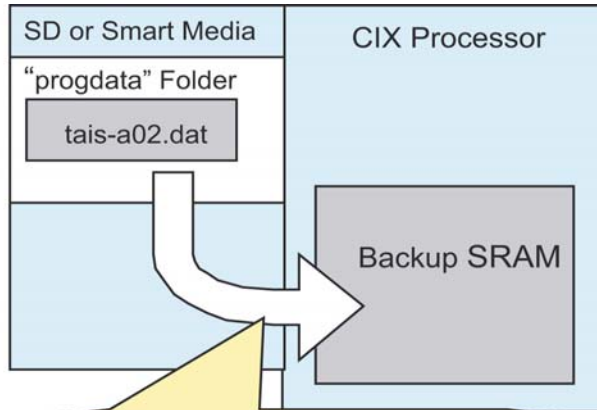 SD or Smart Media
CIX Processor
“progdata” Folder
tais-a02.dat
Backup SRAM